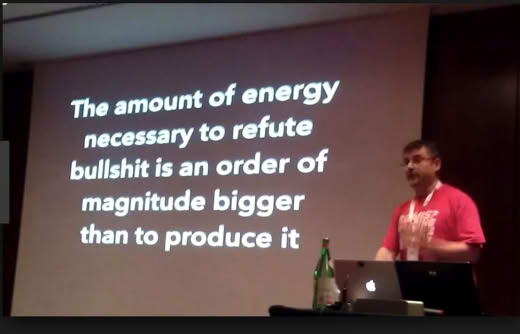 The amount of energy
necessary to refute
bullshit is an order of
magnitude bigger
than to produce it